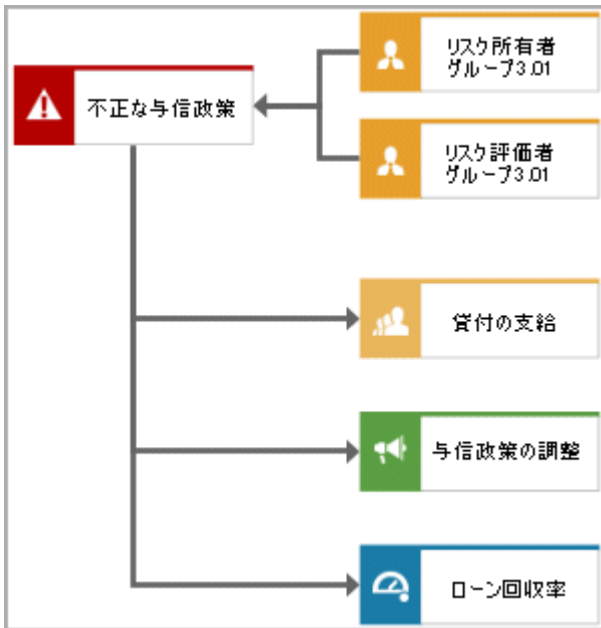 リスク所有者
グループ3.01
不正な与信政策
リスク評価者
グループ3.01
貸付の支給
与信政策の調整
ローン回収率